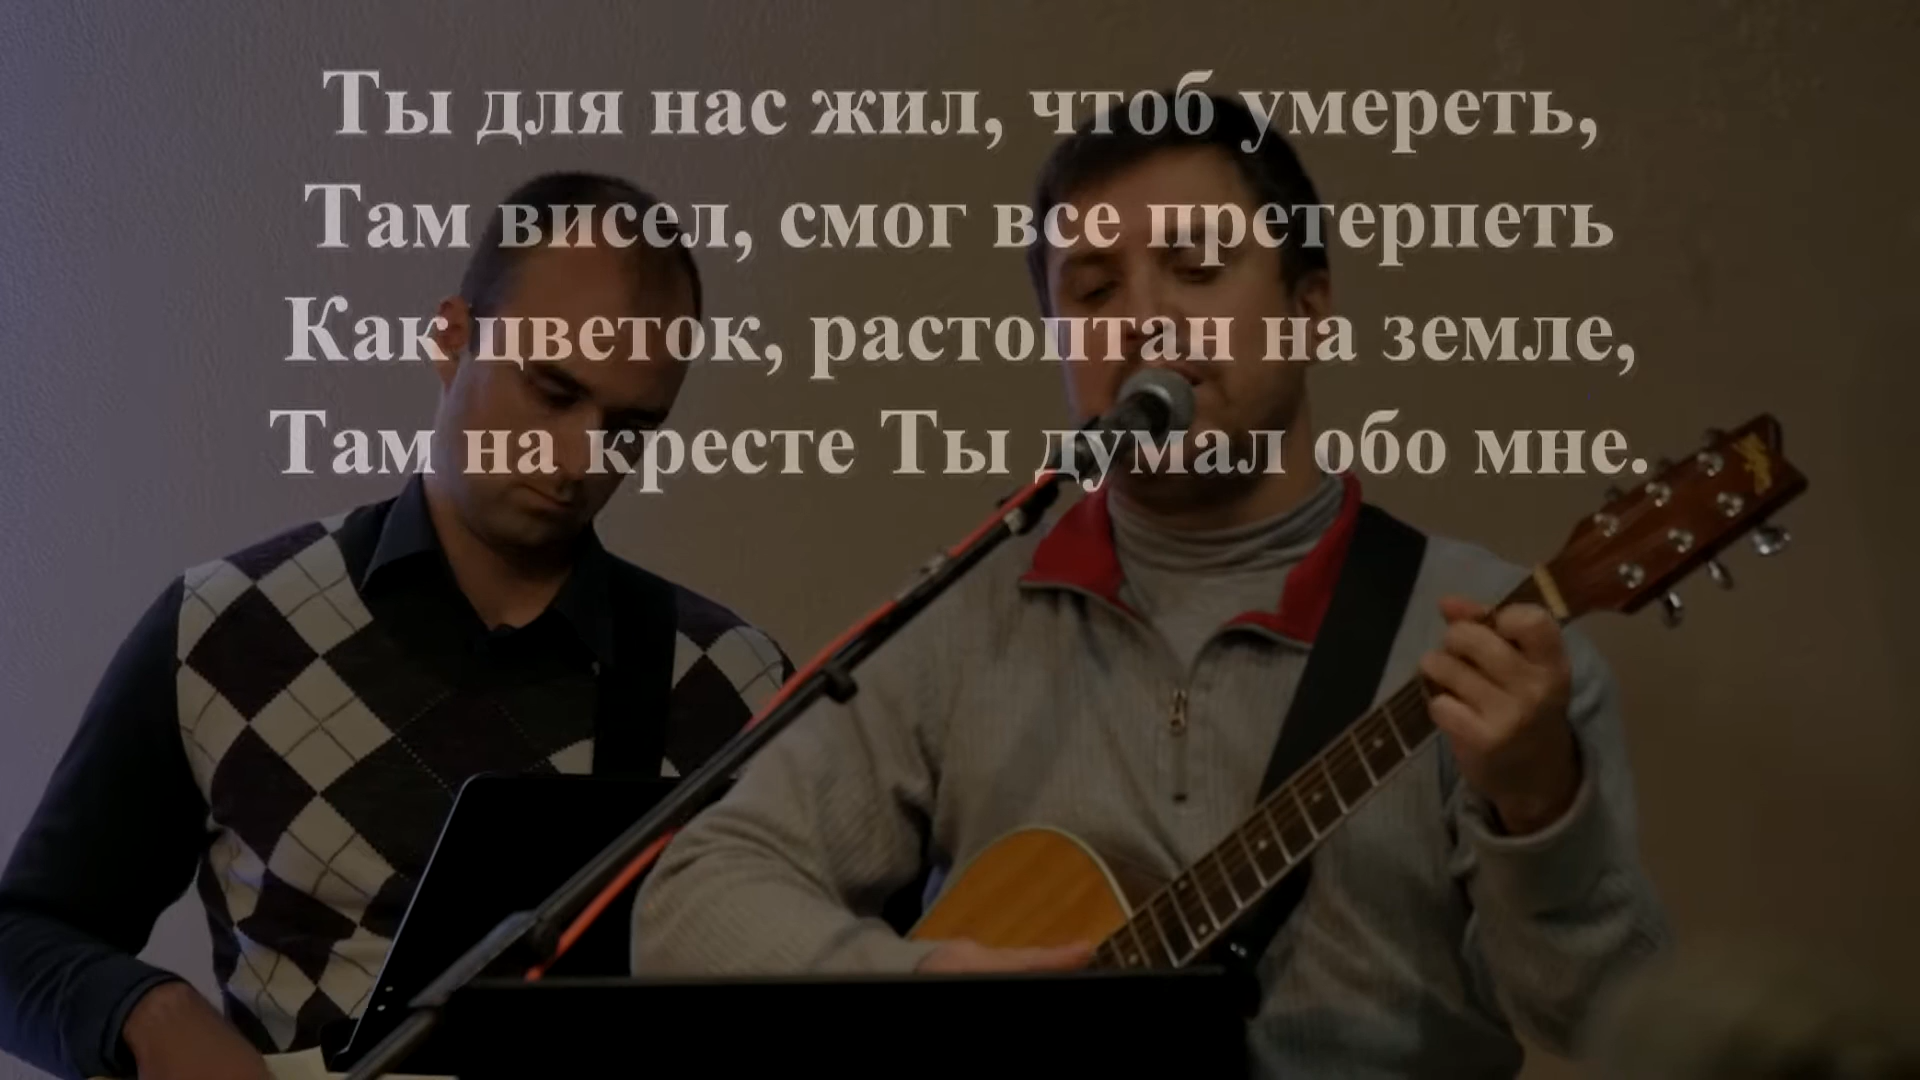 Ты для нас жил, чтоб умереть,
Там висел, смог все претерпеть
Как цветок, растоптан на земле,
Там на кресте Ты думал обо мне.